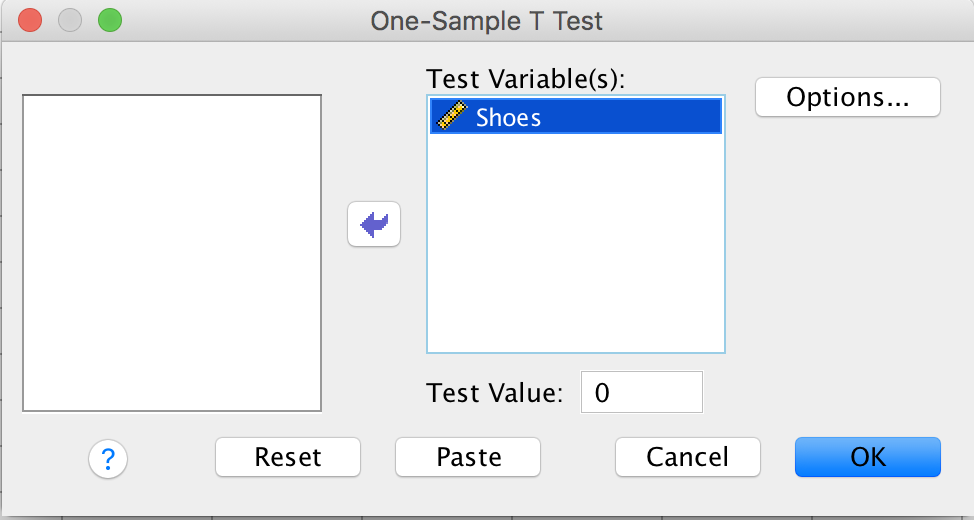 One-Sample T Test
Test Variable(s):
Shoes
Options...
Test Value: 0
? Reset Paste Cancel OK